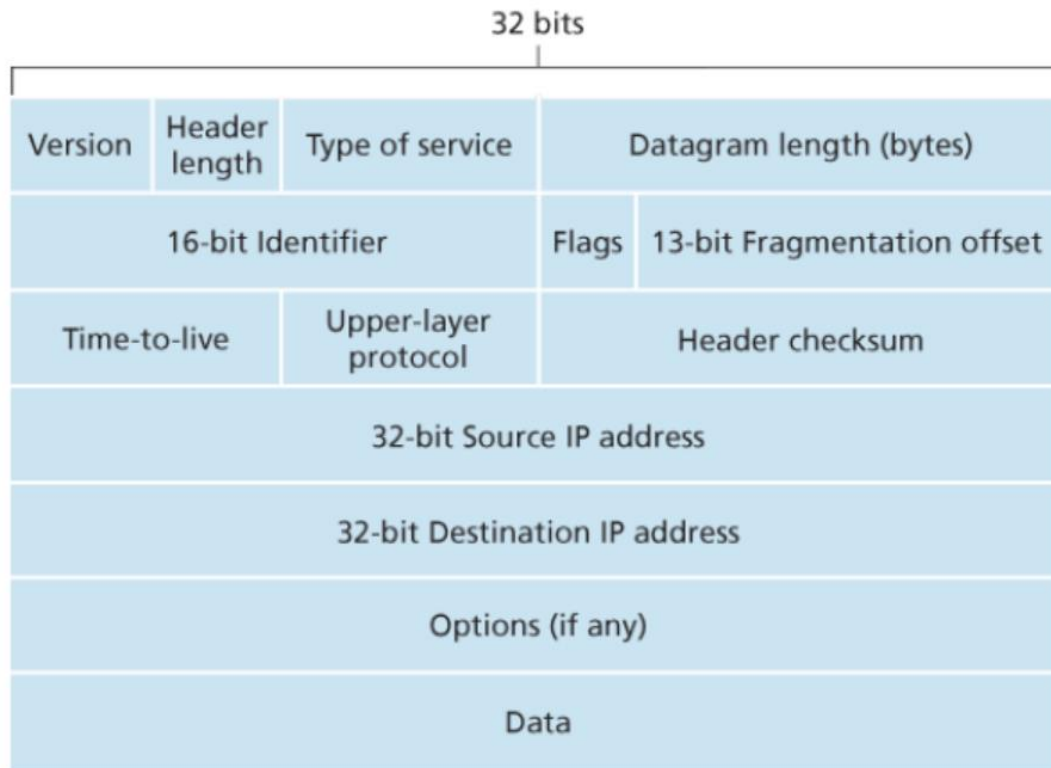 32 bits
Version
Header
length
Type of service
Datagram length (bytes)
16-bit Identifier
Flags
13-bit Fragmentation offset
Time-to-live
Upper-layer
protocol
Header checksum
32-bit Source IP address
32-bit Destination IP address
Options (if any)
Data